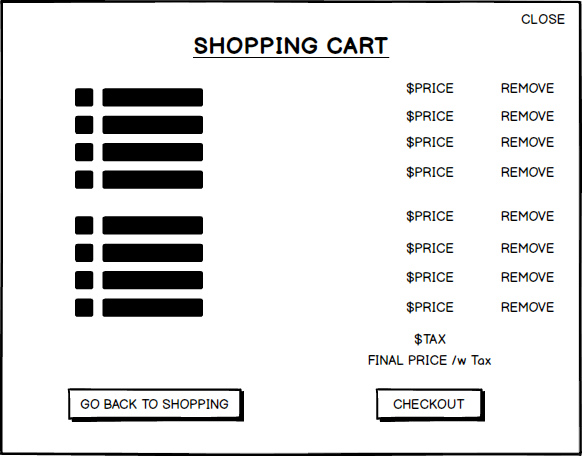 CLOSE
SHOPPING CART
$PRICE REMOVE
$PRICE REMOVE
$PRICE REMOVE
$PRICE REMOVE
$PRICE REMOVE
$PRICE REMOVE
$PRICE REMOVE
$PRICE REMOVE
$TAX
FINAL PRICE /w Tax
GO BACK TO SHOPPING CHECKOUT